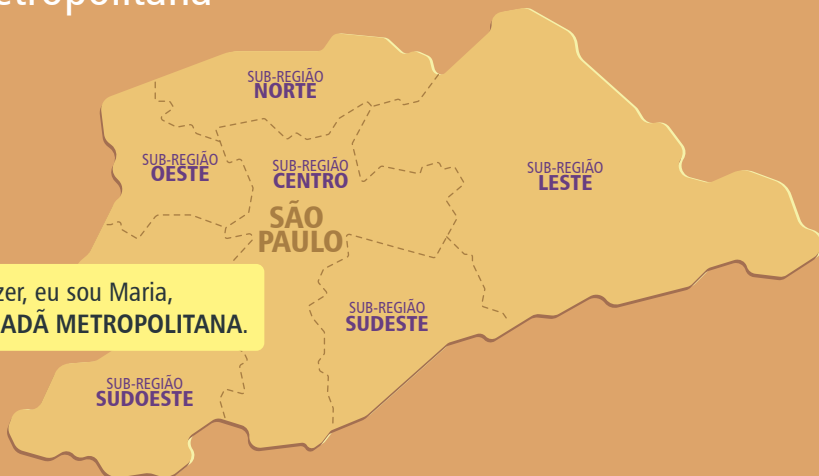 etropolitana
SUB-REGIÃO
NORTE
SUB-REGIÃO
OESTE
SUB-REGIÃO
CENTRO
SUB-REGIÃO
LESTE
SÃO
PAULO
zer, eu sou Maria,
ADÃ METROPOLITANA.
SUB-REGIÃO
SUDESTE
SUB-REGIÃO
SUDOESTE